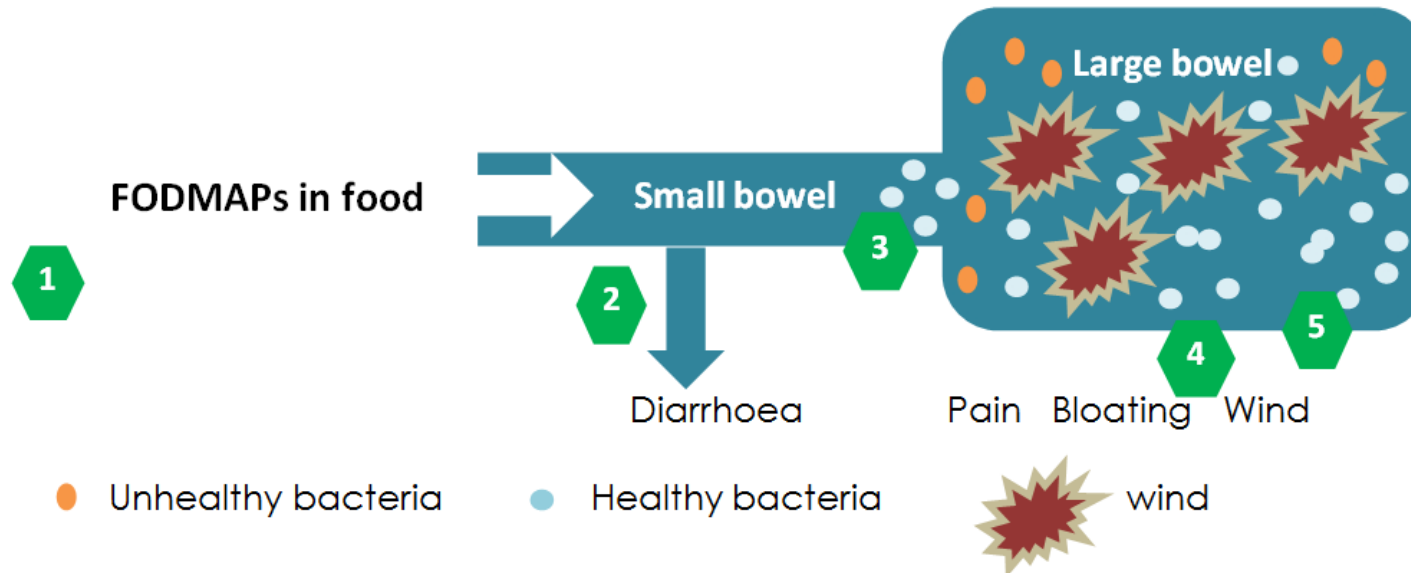 Large bowel
FODMAPs in food
Small bowel
1
2
3
4
5
Diarrhoea
Pain Bloating Wind
Unhealthy bacteria
Healthy bacteria
wind